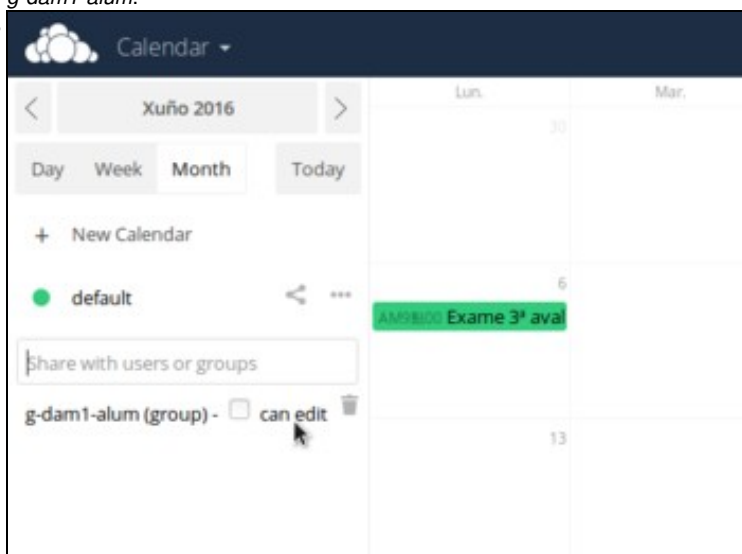 g-dam1-alum.
Calendar
Xuño 2016
Day Week Month Today
+ New Calendar
default
Share with users or groups
g-dam1-alum (group) - can edit
Lun. Mar.
30
6
Exame 3ª aval
13